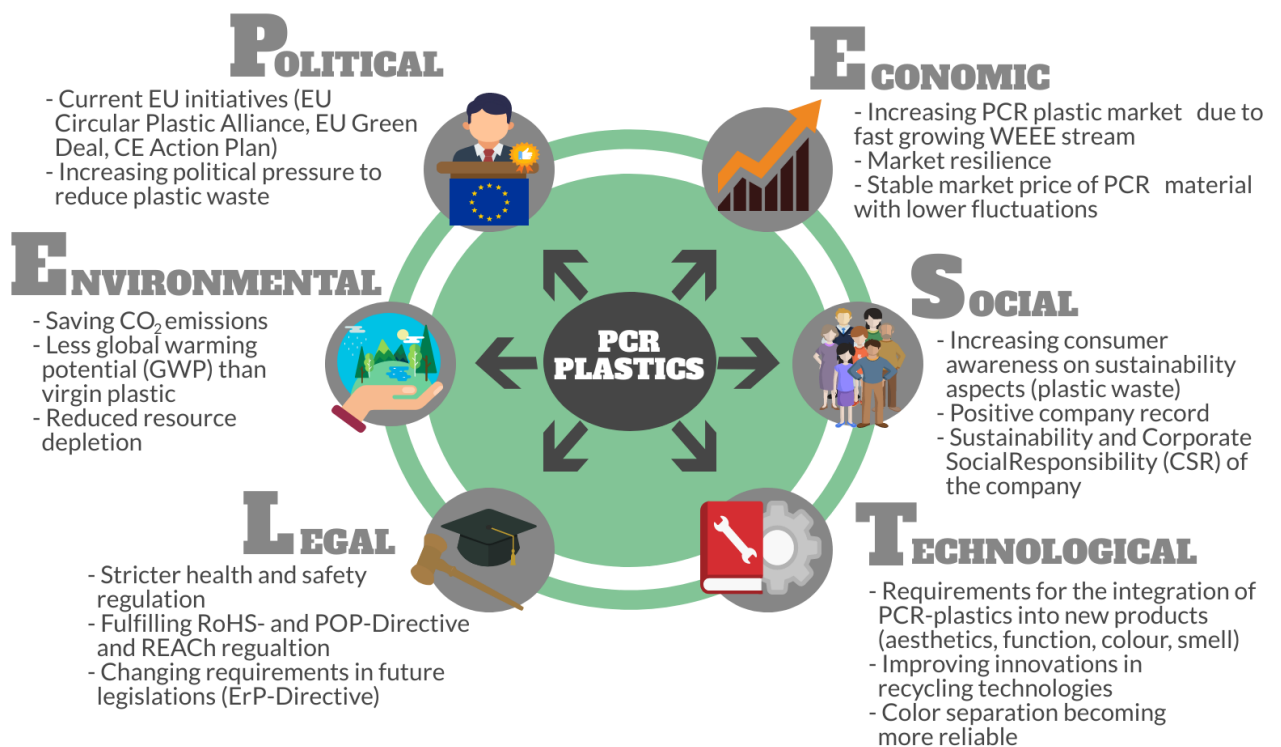 POLITICAL
- Current EU initiatives (EU
Circular Plastic Alliance, EU Green
Deal, CE Action Plan)
- Increasing political pressure to
reduce plastic waste
ECONOMIC
- Increasing PCR plastic market due to
fast growing WEEE stream
- Market resilience
- Stable market price of PCR material
with lower fluctuations
ENVIRONMENTAL
- Saving CO₂ emissions
- Less global warming
potential (GWP) than
virgin plastic
- Reduced resource
depletion
PCR
PLASTICS
SOCIAL
- Increasing consumer
awareness on sustainability
aspects (plastic waste)
- Positive company record
- Sustainability and Corporate
SocialResponsibility (CSR) of
the company
LEGAL
- Stricter health and safety
regulation
- Fulfilling RoHS- and POP-Directive
and REACh regualtion
- Changing requirements in future
legislations (ErP-Directive)
TECHNOLOGICAL
- Requirements for the integration of
PCR-plastics into new products
(aesthetics, function, colour, smell)
- Improving innovations in
recycling technologies
- Color separation becoming
more reliable